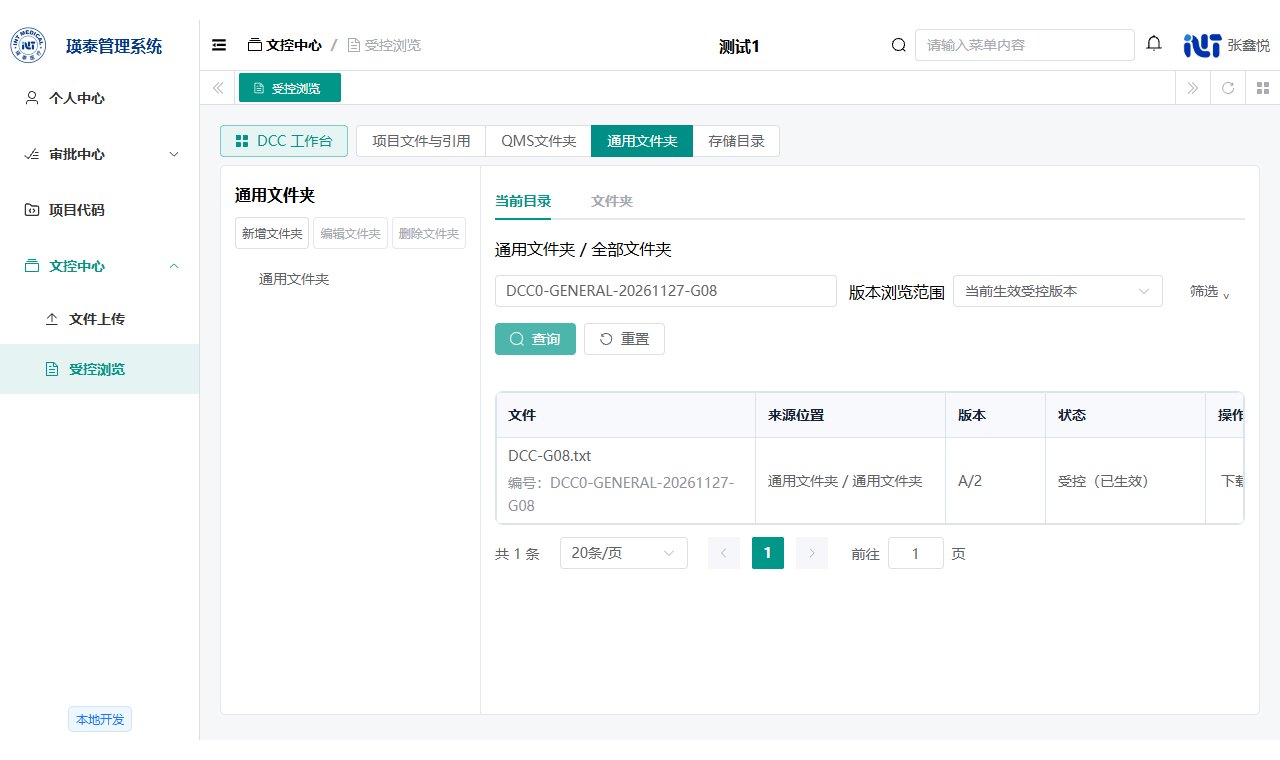 瑛泰管理系统
文控中心 / 受控浏览
测试1
请输入菜单内容
张鑫悦
个人中心
审批中心
项目代码
文控中心
文件上传
受控浏览
本地开发
受控浏览
DCC 工作台
项目文件与引用
QMS文件夹
通用文件夹
存储目录
通用文件夹
新增文件夹
编辑文件夹
删除文件夹
通用文件夹
当前目录
文件夹
通用文件夹 / 全部文件夹
DCC0-GENERAL-20261127-G08
版本浏览范围
当前生效受控版本
筛选
查询
重置
文件 来源位置 版本 状态 操作
DCC-G08.txt
编号：DCC0-GENERAL-20261127-
G08
通用文件夹 / 通用文件夹
A/2
受控（已生效）
下载
共 1 条
20条/页
1
前往 1 页